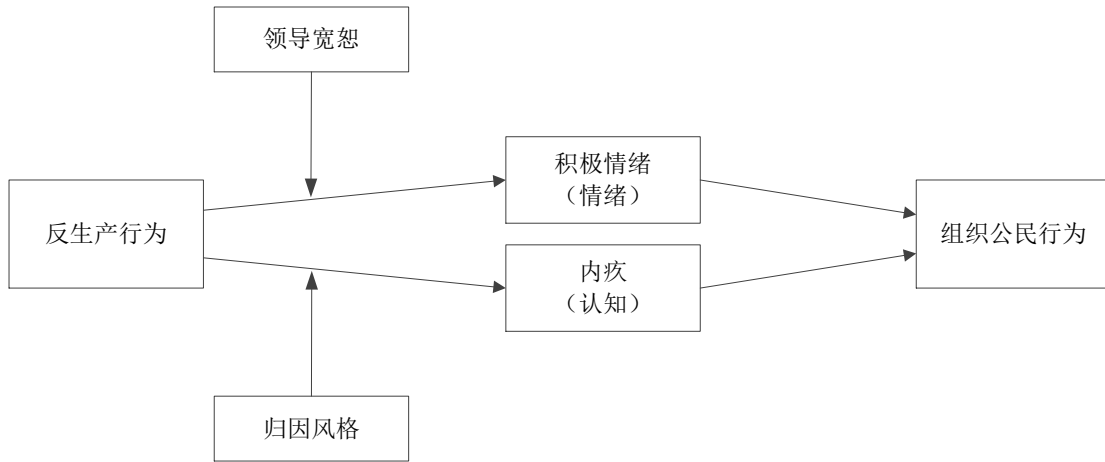 领导宽恕
积极情绪
（情绪）
反生产行为
组织公民行为
内疚
（认知）
归因风格